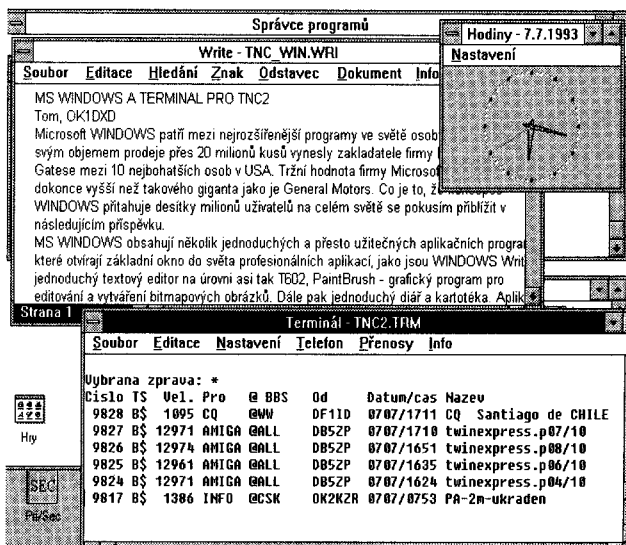 Správce programů
Hodiny - 7.7.1993
Nastavení
Write - TNC_WIN.WRI
Soubor Editace Hledání Znak Odstavec Dokument Info
MS WINDOWS A TERMINAL PRO TNC2
Tom, OK1DXD
Microsoft WINDOWS patří mezi nejrozšířenější programy ve světě osob
svým objemem prodeje přes 20 milionů kusů vynesly zakladatele firmy
Gatese mezi 10 nejbohatších osob v USA. Tržní hodnota firmy Microsof
dokonce vyšší než takového giganta jako je General Motors. Co je to, že
WINDOWS přitahuje desítky milionů uživatelů na celém světě se pokusím přiblížit v
následujícím příspěvku.
MS WINDOWS obsahují několik jednoduchých a přesto užitečných aplikačních progra
které otvírají základní okno do světa profesionálních aplikací, jako jsou WINDOWS Writ
jednoduchý textový editor na úrovni asi tak T602, PaintBrush - grafický program pro
editování a vytváření bitmapových obrázků. Dále pak jednoduchý diář a kartotéka. Aplik
Strana 1
Terminál - TNC2.TRM
Soubor Editace Nastavení Telefon Přenosy Info
Vybrana zprava: *
Cislo TS Vel. Pro @ BBS Od Datum/cas Nazev
9828 B$ 1095 CQ @WW DF1ID 0707/1711 CQ Santiago de CHILE
9827 B$ 12971 AMIGA @ALL DB5ZP 0707/1710 twinexpress.p07/10
9826 B$ 12974 AMIGA @ALL DB5ZP 0707/1651 twinexpress.p08/10
9825 B$ 12961 AMIGA @ALL DB5ZP 0707/1635 twinexpress.p06/10
9824 B$ 12971 AMIGA @ALL DB5ZP 0707/1624 twinexpress.p04/10
9817 B$ 1386 INFO @CSK OK2KZR 0707/0753 PA-2m-ukraden
Hry
SEC